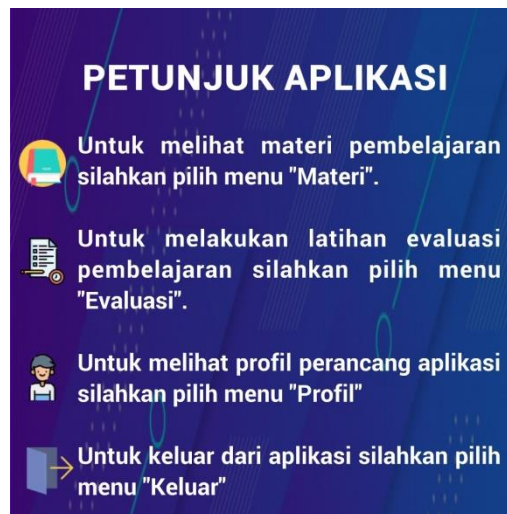 PETUNJUK APLIKASI
Untuk melihat materi pembelajaran
silahkan pilih menu "Materi".
Untuk melakukan latihan evaluasi
pembelajaran silahkan pilih menu
"Evaluasi".
Untuk melihat profil perancang aplikasi
silahkan pilih menu "Profil"
Untuk keluar dari aplikasi silahkan pilih
menu "Keluar"